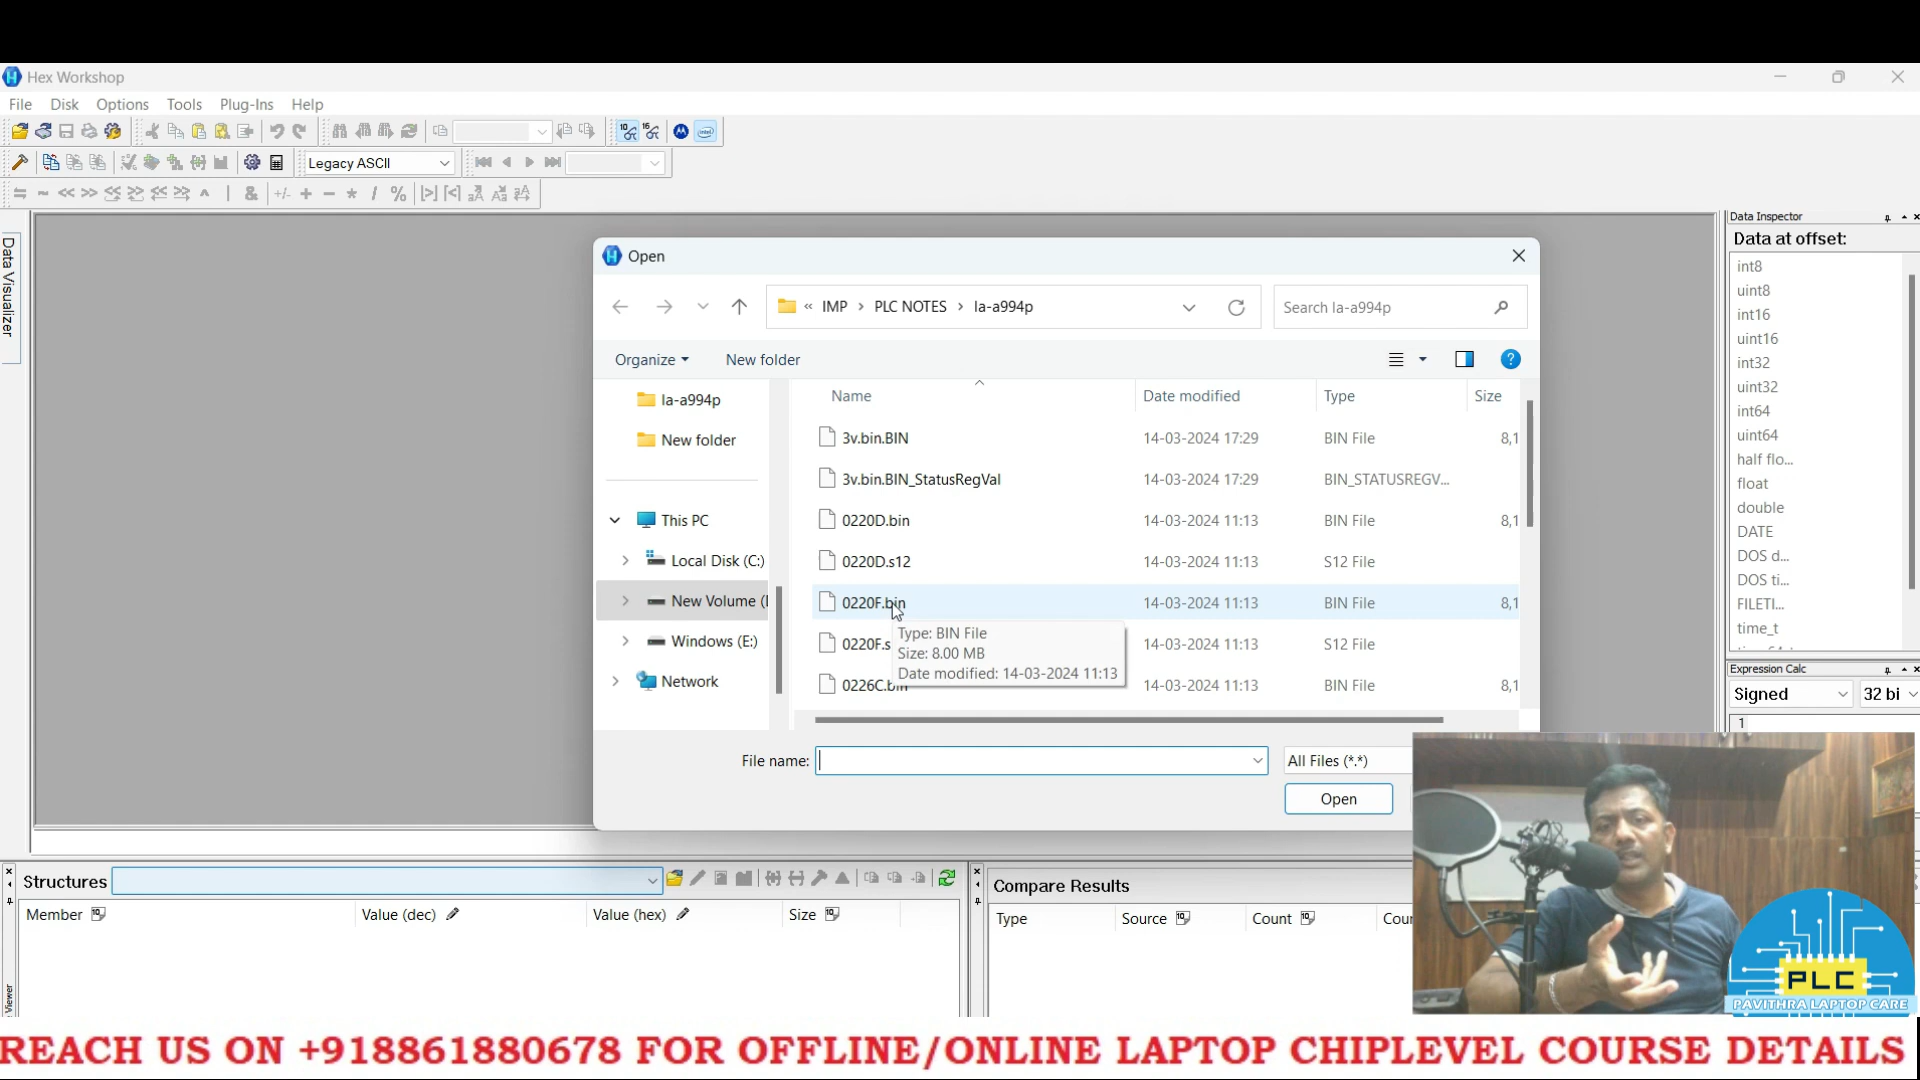 Hex Workshop
File Disk Options Tools Plug-Ins Help
Legacy ASCII
Data Visualizer
Data Inspector
Data at offset:
int8
uint8
int16
uint16
int32
uint32
int64
uint64
half flo...
float
double
DATE
DOS d...
DOS ti...
FILETI...
time_t
Expression Calc
Signed 32 bi
1
Open
« IMP > PLC NOTES > la-a994p
Search la-a994p
Organize New folder
la-a994p
New folder
This PC
Local Disk (C:)
New Volume (
Windows (E:)
Network
Name Date modified Type Size
3v.bin.BIN 14-03-2024 17:29 BIN File 8,1
3v.bin.BIN_StatusRegVal 14-03-2024 17:29 BIN_STATUSREGV...
0220D.bin 14-03-2024 11:13 BIN File 8,1
0220D.s12 14-03-2024 11:13 S12 File
0220F.bin 14-03-2024 11:13 BIN File 8,1
0220F.s 14-03-2024 11:13 S12 File
0226C.bin 14-03-2024 11:13 BIN File 8,1
Type: BIN File
Size: 8.00 MB
Date modified: 14-03-2024 11:13
File name: All Files (*.*)
Open
Structures
Member Value (dec) Value (hex) Size
Compare Results
Type Source Count Cour
Viewer
PLC
PAVITHRA LAPTOP CARE
REACH US ON +918861880678 FOR OFFLINE/ONLINE LAPTOP CHIPLEVEL COURSE DETAILS